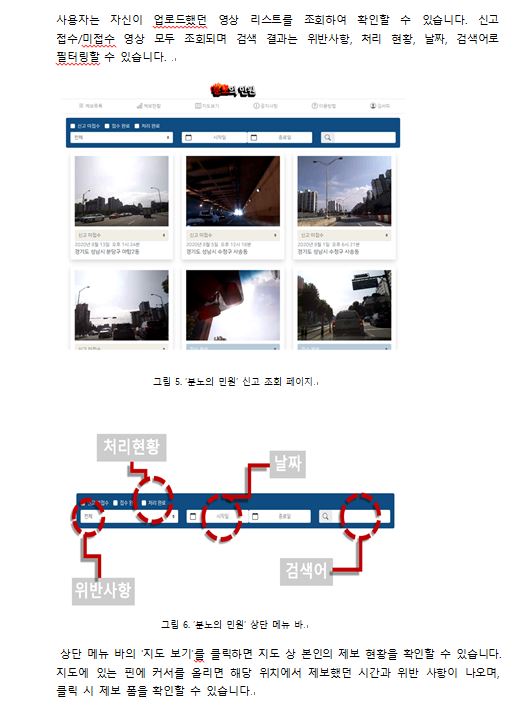 사용자는 자신이 업로드했던 영상 리스트를 조회하여 확인할 수 있습니다. 신고
접수/미접수 영상 모두 조회되며 검색 결과는 위반사항, 처리 현황, 날짜, 검색어로
필터링할 수 있습니다.
분노의 민원
제보목록 제보현황 지도보기 공지사항 이용방법
신고 미접수 접수 완료 처리 완료
전체 시작일 종료일
신고 미접수 신고 미접수 신고 미접수
2020년 8월 13일 오후 1시 24분 2020년 8월 5일 오후 12시 18분 2020년 8월 1일 오후 6시 21분
경기도 성남시 분당구 야탑2동 경기도 성남시 수정구 사송동 경기도 성남시 수정구 사송동
그림 5. '분노의 민원' 신고 조회 페이지.
처리현황
날짜
신고 미접수 접수 완료 처리 완료
전체 시작일 종료일
검색어
위반사항
그림 6. '분노의 민원' 상단 메뉴 바.
상단 메뉴 바의 '지도 보기'를 클릭하면 지도 상 본인의 제보 현황을 확인할 수 있습니다.
지도에 있는 핀에 커서를 올리면 해당 위치에서 제보했던 시간과 위반 사항이 나오며,
클릭 시 제보 폼을 확인할 수 있습니다.